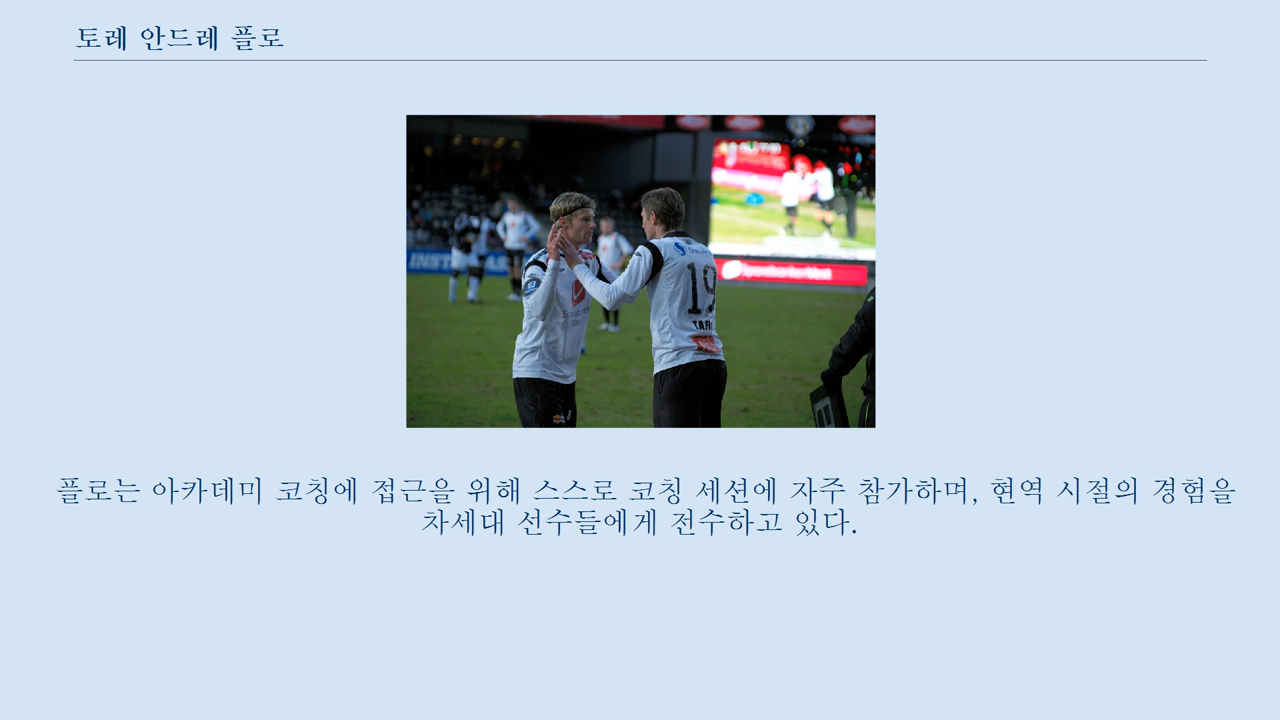 토레 안드레 플로
19
플로는 아카데미 코칭에 접근을 위해 스스로 코칭 세션에 자주 참가하며, 현역 시절의 경험을
차세대 선수들에게 전수하고 있다.